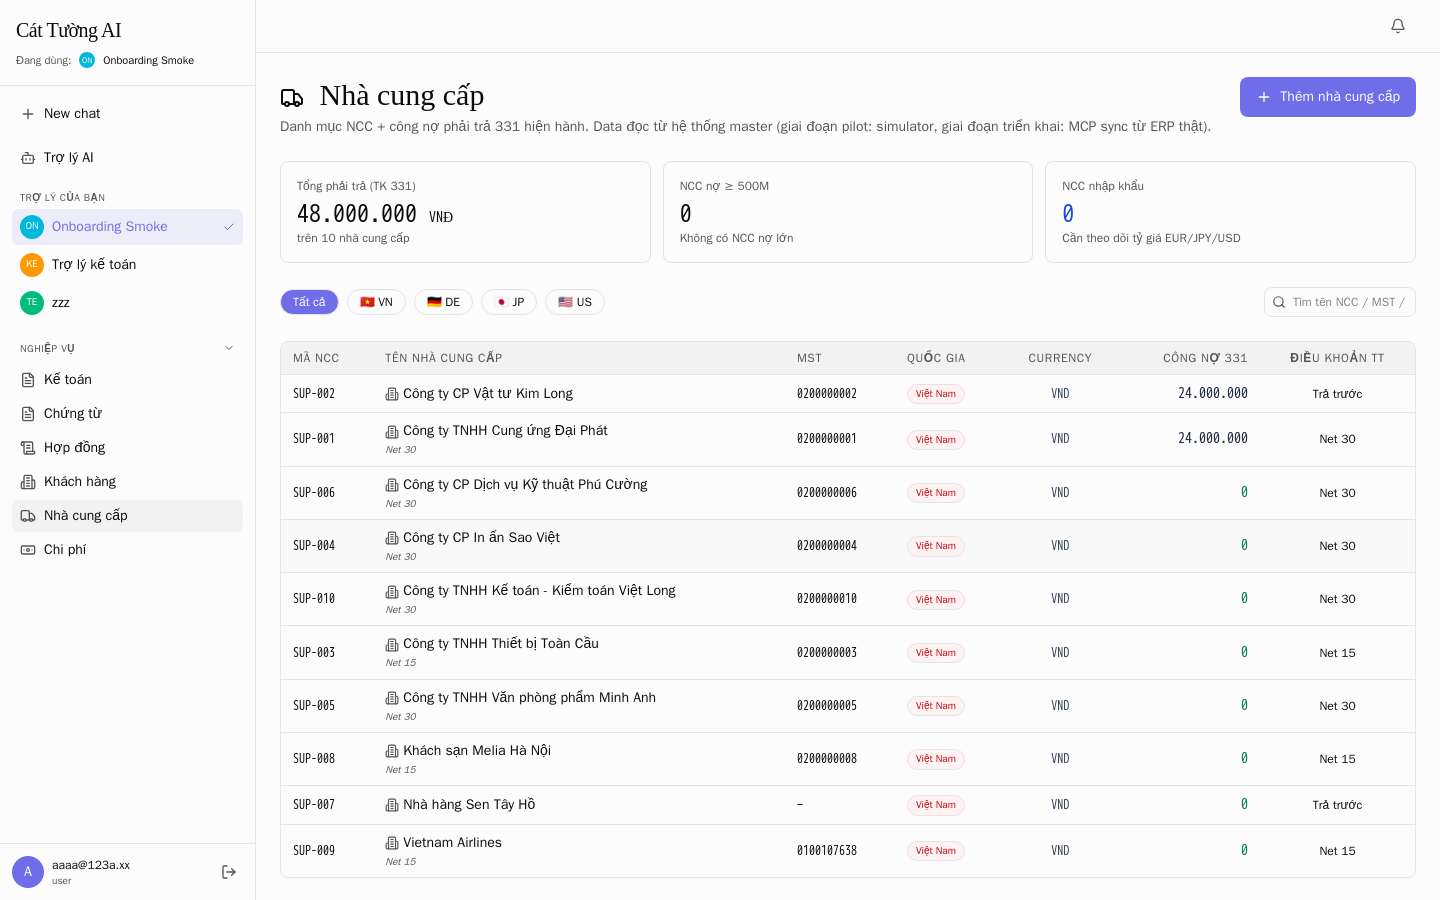 Cát Tường AI
Đang dùng: ON Onboarding Smoke
New chat
Trợ lý AI
TRỢ LÝ CỦA BẠN
ON Onboarding Smoke
KE Trợ lý kế toán
TE zzz
NGHIỆP VỤ
Kế toán
Chứng từ
Hợp đồng
Khách hàng
Nhà cung cấp
Chi phí
A aaaa@123a.xx
user
Nhà cung cấp
Thêm nhà cung cấp
Danh mục NCC + công nợ phải trả 331 hiện hành. Data đọc từ hệ thống master (giai đoạn pilot: simulator, giai đoạn triển khai: MCP sync từ ERP thật).
Tổng phải trả (TK 331)
48.000.000 VNĐ
trên 10 nhà cung cấp
NCC nợ ≥ 500M
0
Không có NCC nợ lớn
NCC nhập khẩu
0
Cần theo dõi tỷ giá EUR/JPY/USD
Tất cả
🇻🇳 VN
🇩🇪 DE
🇯🇵 JP
🇺🇸 US
Tìm tên NCC / MST /
MÃ NCC TÊN NHÀ CUNG CẤP MST QUỐC GIA CURRENCY CÔNG NỢ 331 ĐIỀU KHOẢN TT
SUP-002 Công ty CP Vật tư Kim Long 0200000002 Việt Nam VND 24.000.000 Trả trước
SUP-001 Công ty TNHH Cung ứng Đại Phát 0200000001 Việt Nam VND 24.000.000 Net 30
Net 30
SUP-006 Công ty CP Dịch vụ Kỹ thuật Phú Cường 0200000006 Việt Nam VND 0 Net 30
Net 30
SUP-004 Công ty CP In ấn Sao Việt 0200000004 Việt Nam VND 0 Net 30
Net 30
SUP-010 Công ty TNHH Kế toán - Kiểm toán Việt Long 0200000010 Việt Nam VND 0 Net 30
Net 30
SUP-003 Công ty TNHH Thiết bị Toàn Cầu 0200000003 Việt Nam VND 0 Net 15
Net 15
SUP-005 Công ty TNHH Văn phòng phẩm Minh Anh 0200000005 Việt Nam VND 0 Net 30
Net 30
SUP-008 Khách sạn Melia Hà Nội 0200000008 Việt Nam VND 0 Net 15
Net 15
SUP-007 Nhà hàng Sen Tây Hồ – Việt Nam VND 0 Trả trước
SUP-009 Vietnam Airlines 0100107638 Việt Nam VND 0 Net 15
Net 15